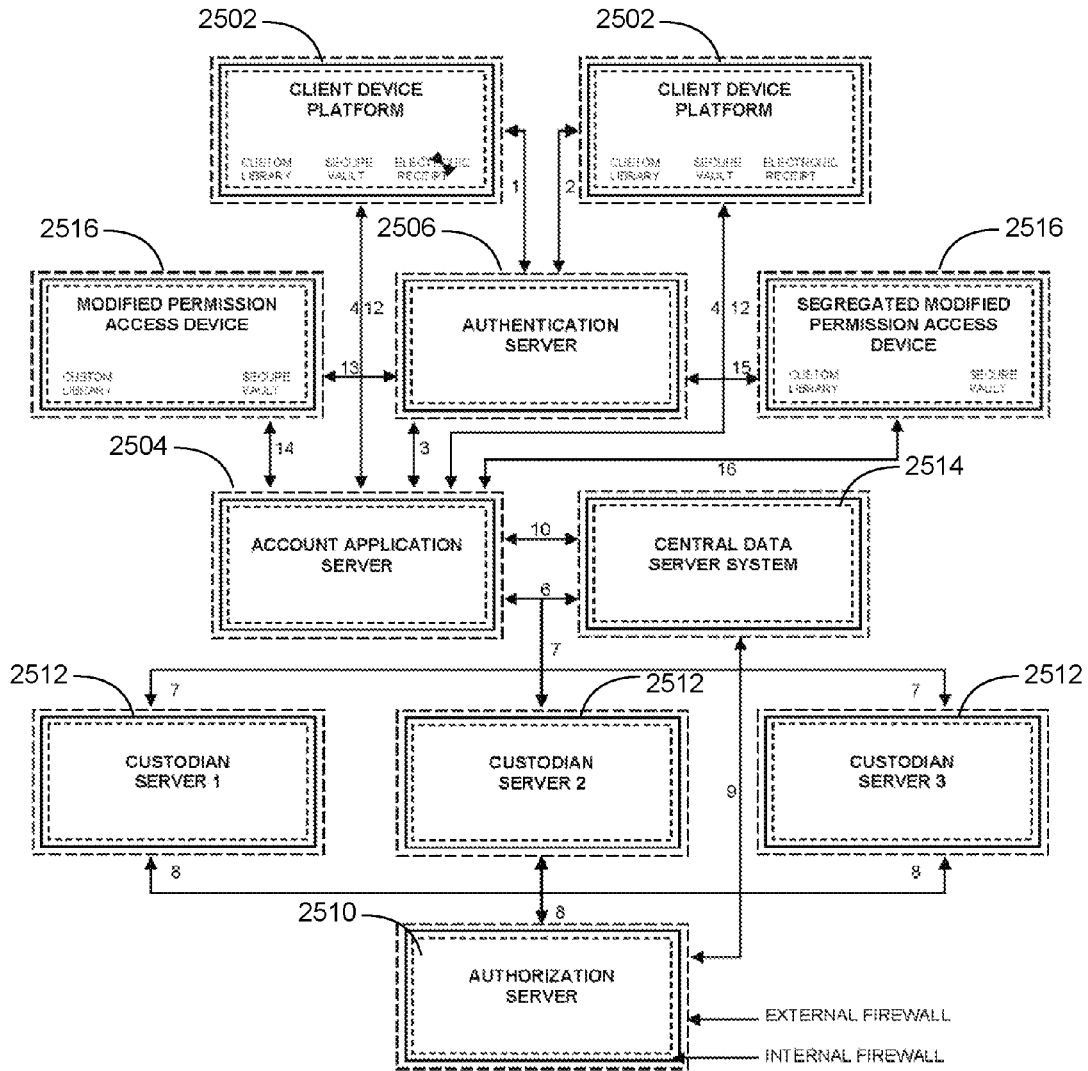 2502
2502
CLIENT DEVICE
PLATFORM
CUSTOM
LIBRARY
SECURE
VAULT
ELECTRONIC
RECEIPT
CLIENT DEVICE
PLATFORM
CUSTOM
LIBRARY
SECURE
VAULT
ELECTRONIC
RECEIPT
1
2
2516
2506
2516
MODIFIED PERMISSION
ACCESS DEVICE
CUSTOM
LIBRARY
SECURE
VAULT
4
12
AUTHENTICATION
SERVER
4
12
SEGREGATED MODIFIED
PERMISSION ACCESS
DEVICE
CUSTOM
LIBRARY
SECURE
VAULT
13
15
2504
14
3
16
2514
ACCOUNT APPLICATION
SERVER
10
CENTRAL DATA
SERVER SYSTEM
6
7
2512
7
2512
7
2512
CUSTODIAN
SERVER 1
CUSTODIAN
SERVER 2
9
CUSTODIAN
SERVER 3
8
8
8
2510
AUTHORIZATION
SERVER
EXTERNAL FIREWALL
INTERNAL FIREWALL